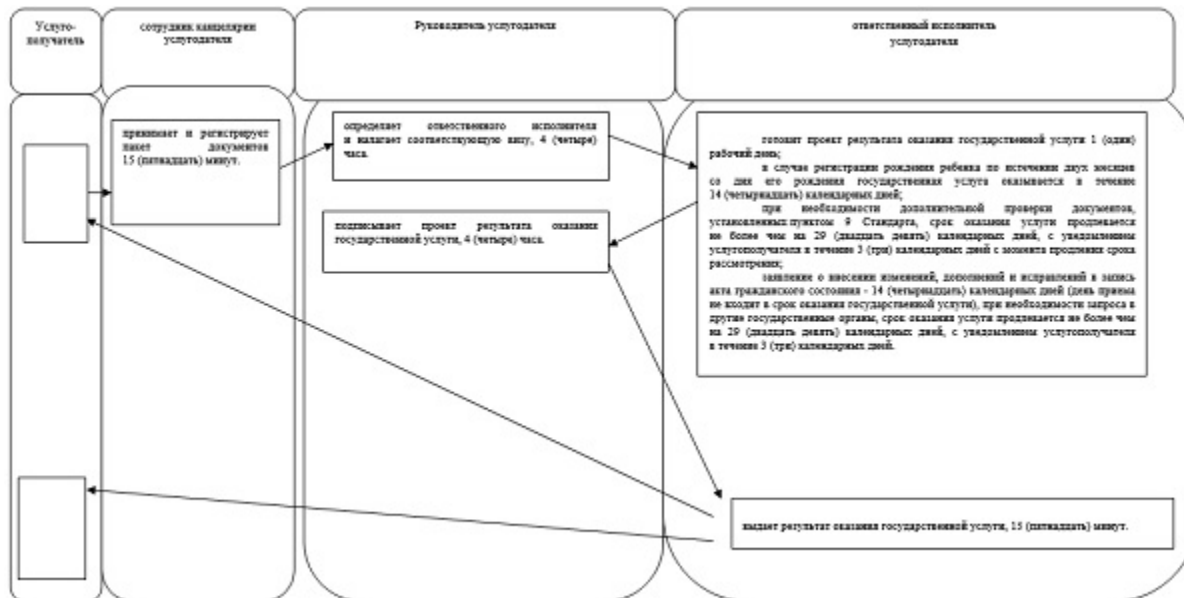 Услуго-
получатель
сотрудник канцелярии
услугодателя
Руководитель услугодателя
ответственный исполнитель
услугодателя
принимает и регистрирует
пакет документов
15 (пятнадцать) минут.
определяет ответственного исполнителя
и налагает соответствующую визу, 4 (четыре)
часа.
подписывает проект результата оказания
государственной услуги, 4 (четыре) часа.
готовит проект результата оказания государственной услуги 1 (один)
рабочий день;
в случае регистрации рождения ребенка по истечении двух месяцев
со дня его рождения государственная услуга оказывается в течение
14 (четырнадцать) календарных дней;
при необходимости дополнительной проверки документов,
установленных пунктом 9 Стандарта, срок оказания услуги продлевается
не более чем на 29 (двадцать девять) календарных дней, с уведомлением
услугополучателя в течение 3 (три) календарных дней с момента продления срока
рассмотрения;
заявление о внесении изменений, дополнений и исправлений в запись
акта гражданского состояния - 14 (четырнадцать) календарных дней (день приема
не входит в срок оказания государственной услуги), при необходимости запроса в
другие государственные органы, срок оказания услуги продлевается не более чем
на 29 (двадцать девять) календарных дней, с уведомлением услугополучателя
в течение 3 (три) календарных дней.
выдает результат оказания государственной услуги, 15 (пятнадцать) минут.